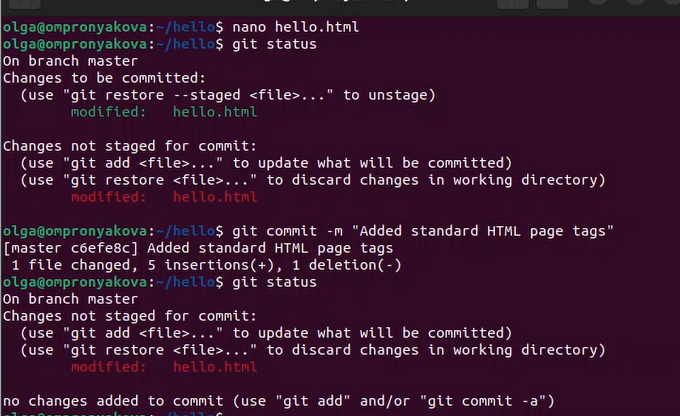 olga@ompronyakova:~/hello$ nano hello.html
olga@ompronyakova:~/hello$ git status
On branch master
Changes to be committed:
  (use "git restore --staged <file>..." to unstage)
        modified:   hello.html

Changes not staged for commit:
  (use "git add <file>..." to update what will be committed)
  (use "git restore <file>..." to discard changes in working directory)
        modified:   hello.html

olga@ompronyakova:~/hello$ git commit -m "Added standard HTML page tags"
[master c6efe8c] Added standard HTML page tags
 1 file changed, 5 insertions(+), 1 deletion(-)
olga@ompronyakova:~/hello$ git status
On branch master
Changes not staged for commit:
  (use "git add <file>..." to update what will be committed)
  (use "git restore <file>..." to discard changes in working directory)
        modified:   hello.html

no changes added to commit (use "git add" and/or "git commit -a")